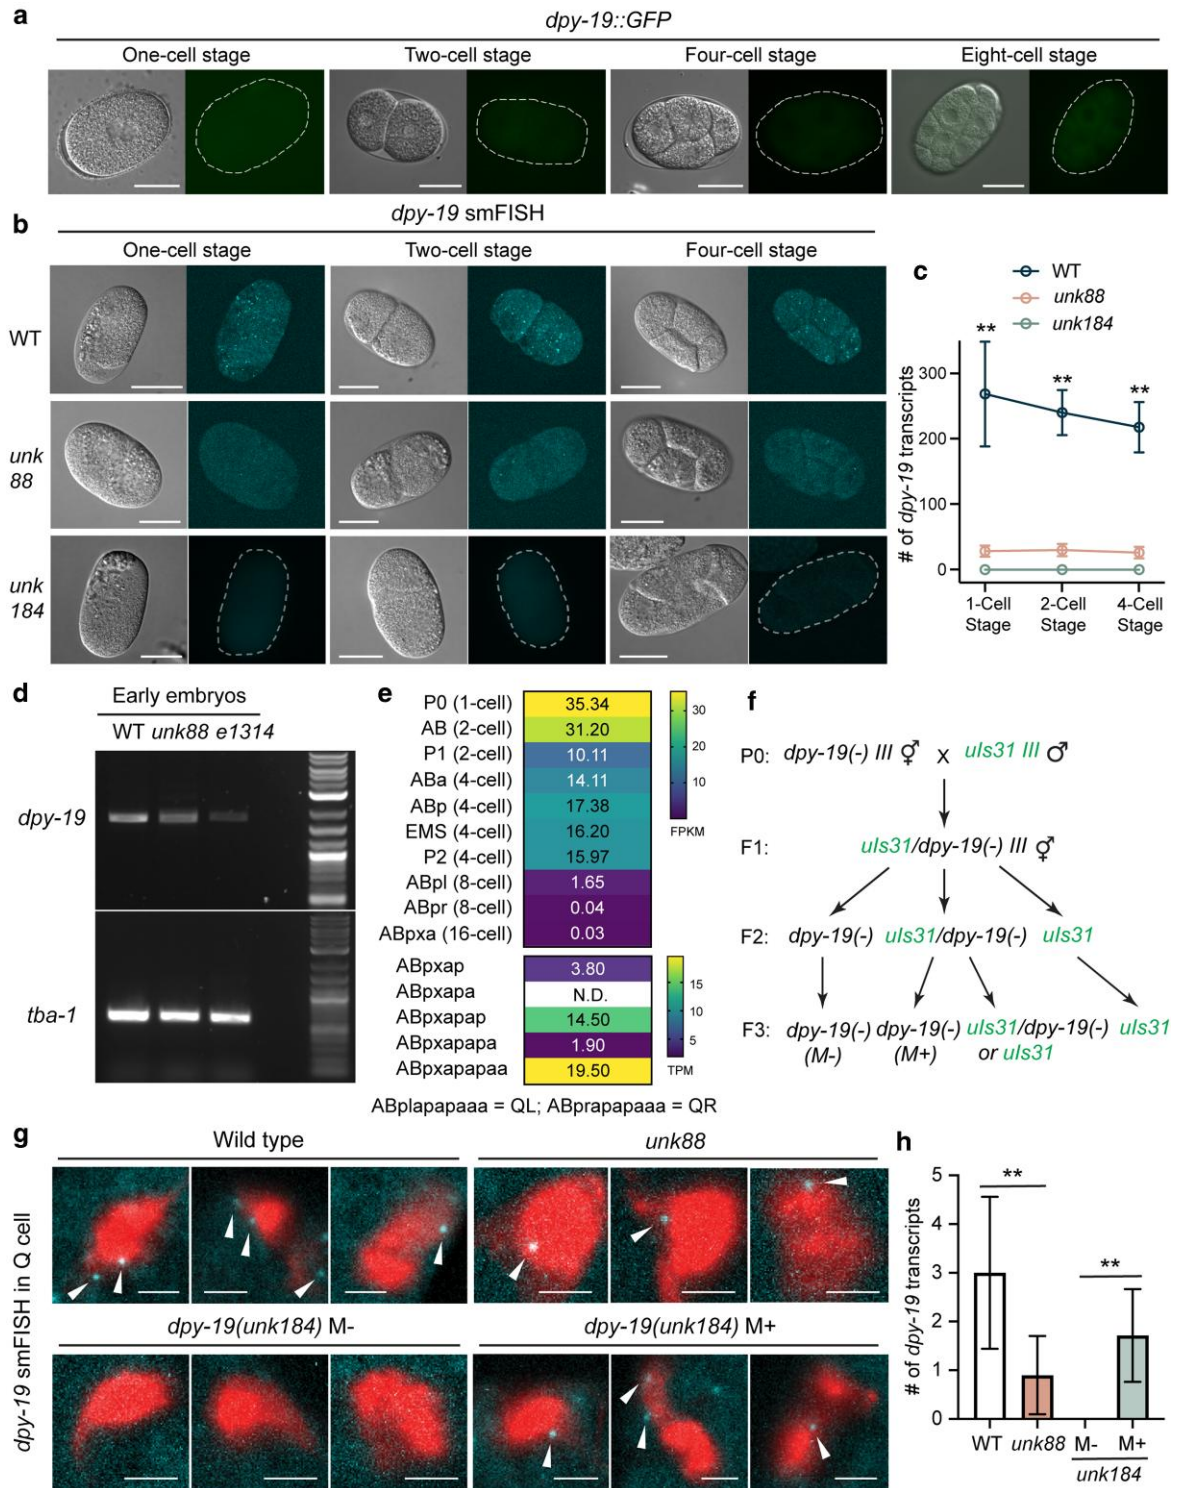 a
dpy-19::GFP
One-cell stage Two-cell stage Four-cell stage Eight-cell stage
b
dpy-19 smFISH
One-cell stage Two-cell stage Four-cell stage
WT
unk
88
unk
184
c
WT
unk88
unk184
# of dpy-19 transcripts
300
200
100
0
** ** **
1-Cell Stage
2-Cell Stage
4-Cell Stage
d
Early embryos
WT unk88 e1314
dpy-19
tba-1
e
P0 (1-cell) 35.34
AB (2-cell) 31.20
P1 (2-cell) 10.11
ABa (4-cell) 14.11
ABp (4-cell) 17.38
EMS (4-cell) 16.20
P2 (4-cell) 15.97
ABpl (8-cell) 1.65
ABpr (8-cell) 0.04
ABpxa (16-cell) 0.03
30
20
10
FPKM
ABpxap 3.80
ABpxapa N.D.
ABpxapap 14.50
ABpxapapa 1.90
ABpxapapaa 19.50
15
10
5
TPM
ABplapapaaa = QL; ABprapapaaa = QR
f
P0: dpy-19(-) III ⚥ X uIs31 III ♂
F1: uIs31/dpy-19(-) III ⚥
F2: dpy-19(-) uIs31/dpy-19(-) uIs31
F3: dpy-19(-) dpy-19(-) uIs31/dpy-19(-) uIs31
(M-) (M+) or uIs31
g
Wild type unk88
dpy-19(unk184) M- dpy-19(unk184) M+
dpy-19 smFISH in Q cell
h
# of dpy-19 transcripts
5
4
3
2
1
0
** **
WT unk88 M- M+
unk184